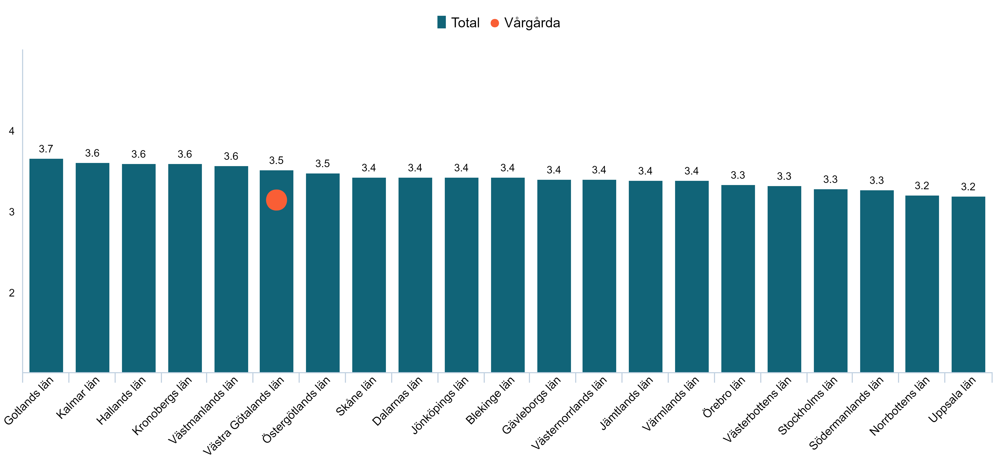 Total Vårgårda
4
3
2
3.7 3.6 3.6 3.6 3.6 3.5 3.5 3.4 3.4 3.4 3.4 3.4 3.4 3.4 3.4 3.3 3.3 3.3 3.3 3.2 3.2
Gotlands län
Kalmar län
Hallands län
Kronobergs län
Västmanlands län
Västra Götalands län
Östergötlands län
Skåne län
Dalarnas län
Jönköpings län
Blekinge län
Gävleborgs län
Västernorrlands län
Jämtlands län
Värmlands län
Örebro län
Västerbottens län
Stockholms län
Södermanlands län
Norrbottens län
Uppsala län